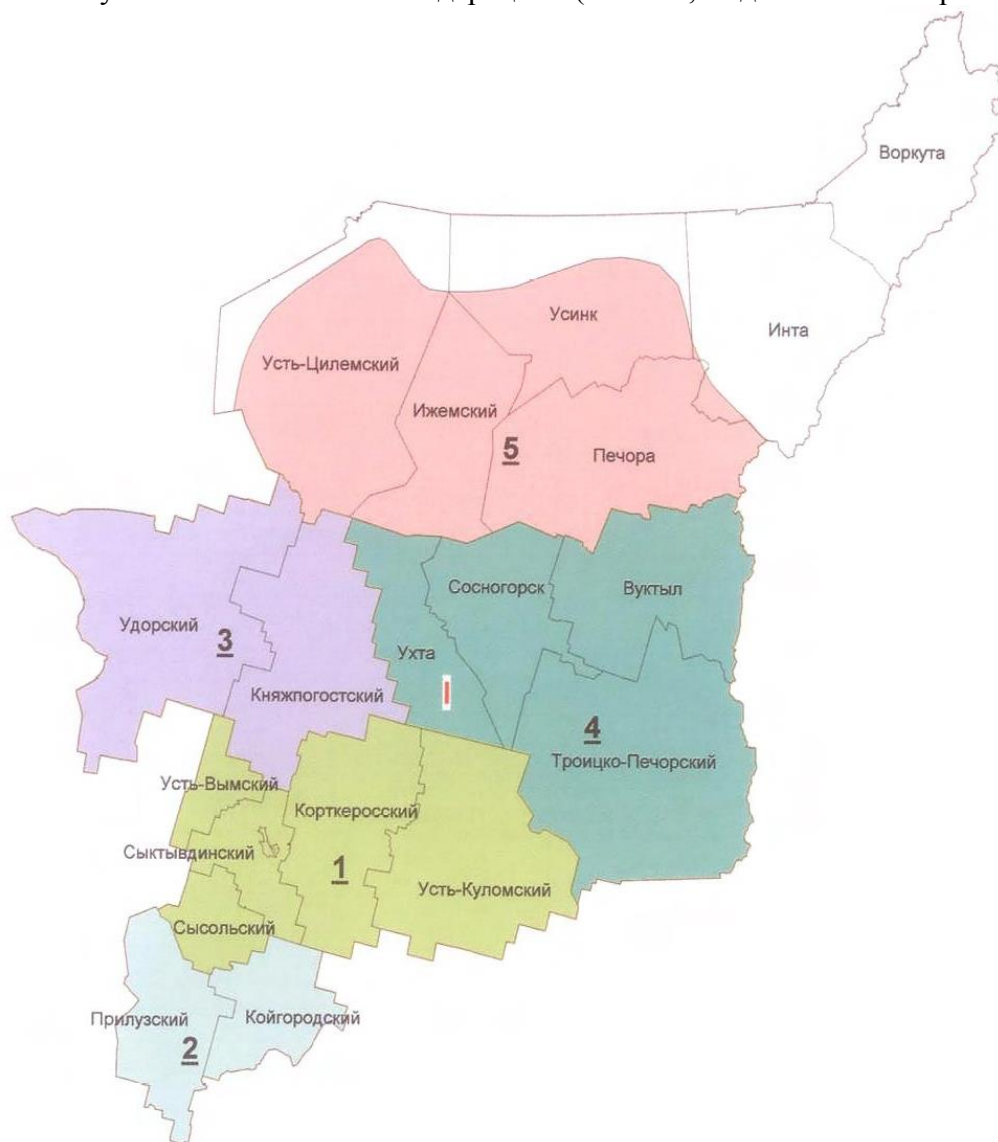 Воркута
Усинк
Инта
Усть-Цилемский
Ижемский
5
Печора
Сосногорск
Вуктыл
Удорский
3
Ухта
Княжпогостский
4
Троицко-Печорский
Усть-Вымский
Корткеросский
Сыктывдинский
1
Усть-Куломский
Сысольский
Прилузский
Койгородский
2